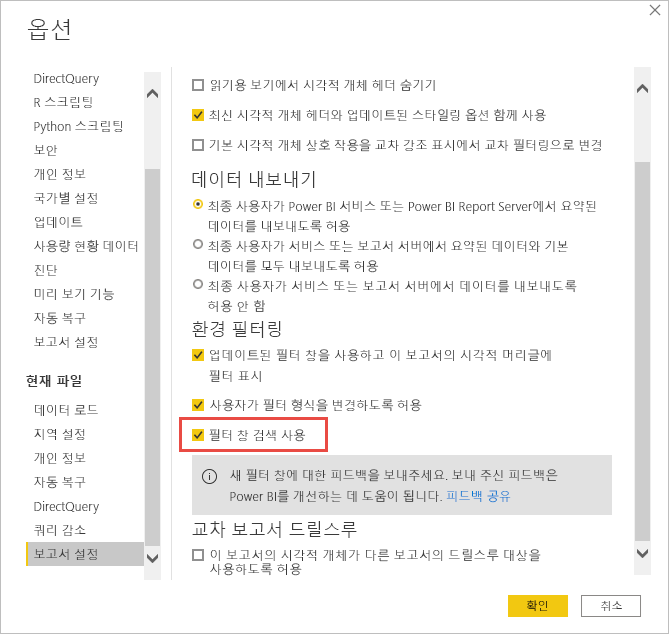 옵션
DirectQuery
R 스크립팅
Python 스크립팅
보안
개인 정보
국가별 설정
업데이트
사용량 현황 데이터
진단
미리 보기 기능
자동 복구
보고서 설정
현재 파일
데이터 로드
지역 설정
개인 정보
자동 복구
DirectQuery
쿼리 감소
보고서 설정
읽기용 보기에서 시각적 개체 헤더 숨기기
최신 시각적 개체 헤더와 업데이트된 스타일링 옵션 함께 사용
기본 시각적 개체 상호 작용을 교차 강조 표시에서 교차 필터링으로 변경
데이터 내보내기
최종 사용자가 Power BI 서비스 또는 Power BI Report Server에서 요약된
데이터를 내보내도록 허용
최종 사용자가 서비스 또는 보고서 서버에서 요약된 데이터와 기본
데이터를 모두 내보내도록 허용
최종 사용자가 서비스 또는 보고서 서버에서 데이터를 내보내도록
허용 안 함
환경 필터링
업데이트된 필터 창을 사용하고 이 보고서의 시각적 머리글에
필터 표시
사용자가 필터 형식을 변경하도록 허용
필터 창 검색 사용
새 필터 창에 대한 피드백을 보내주세요. 보내 주신 피드백은
Power BI를 개선하는 데 도움이 됩니다. 피드백 공유
교차 보고서 드릴스루
이 보고서의 시각적 개체가 다른 보고서의 드릴스루 대상을
사용하도록 허용
확인
취소